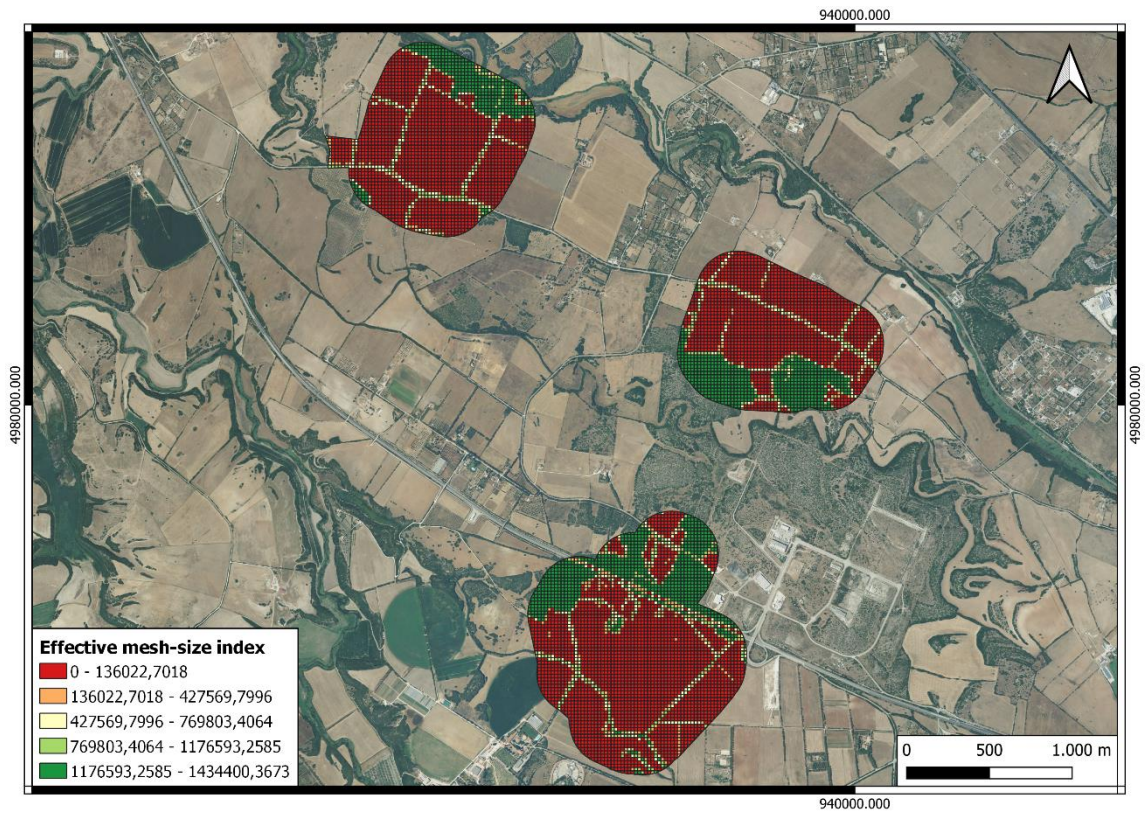 940000.000
4980000.000
4980000.000
Effective mesh-size index
0 - 136022,7018
136022,7018 - 427569,7996
427569,7996 - 769803,4064
769803,4064 - 1176593,2585
1176593,2585 - 1434400,3673
0 500 1.000 m
940000.000